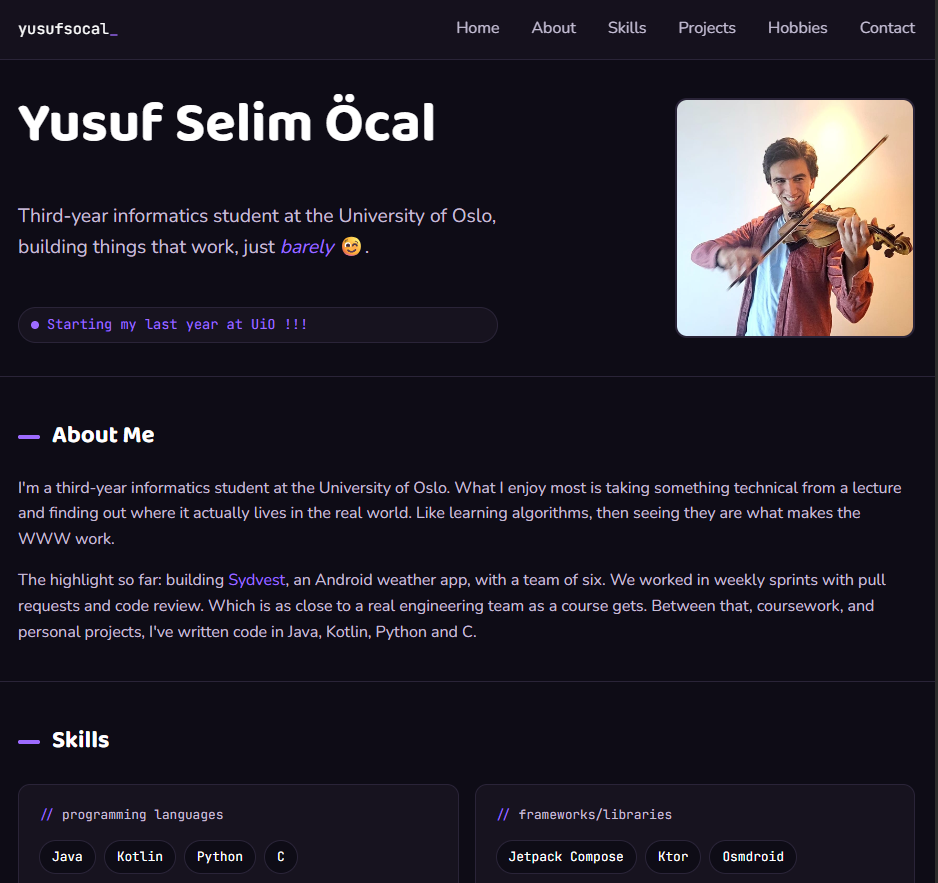 yusufsocal_
Home About Skills Projects Hobbies Contact
Yusuf Selim Öcal
Third-year informatics student at the University of Oslo,
building things that work, just barely 😊.
Starting my last year at UiO !!!
About Me
I'm a third-year informatics student at the University of Oslo. What I enjoy most is taking something technical from a lecture
and finding out where it actually lives in the real world. Like learning algorithms, then seeing they are what makes the
WWW work.
The highlight so far: building Sydvest, an Android weather app, with a team of six. We worked in weekly sprints with pull
requests and code review. Which is as close to a real engineering team as a course gets. Between that, coursework, and
personal projects, I've written code in Java, Kotlin, Python and C.
Skills
// programming languages
Java Kotlin Python C
// frameworks/libraries
Jetpack Compose Ktor Osmdroid